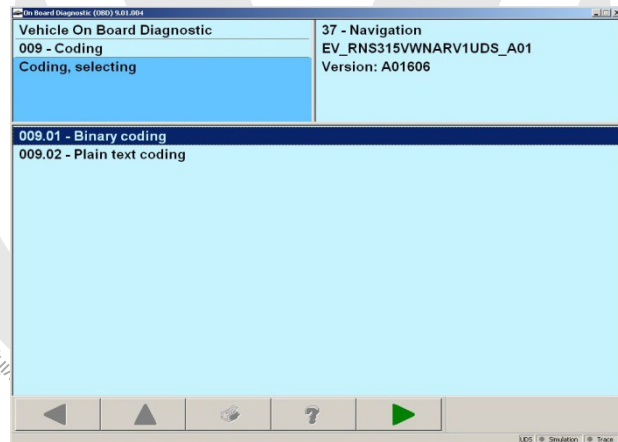 On Board Diagnostic (OBD) 9.01.004
Vehicle On Board Diagnostic
009 - Coding
Coding, selecting
37 - Navigation
EV_RNS315VWNARV1UDS_A01
Version: A01606
009.01 - Binary coding
009.02 - Plain text coding
?
UDS Simulation Trace